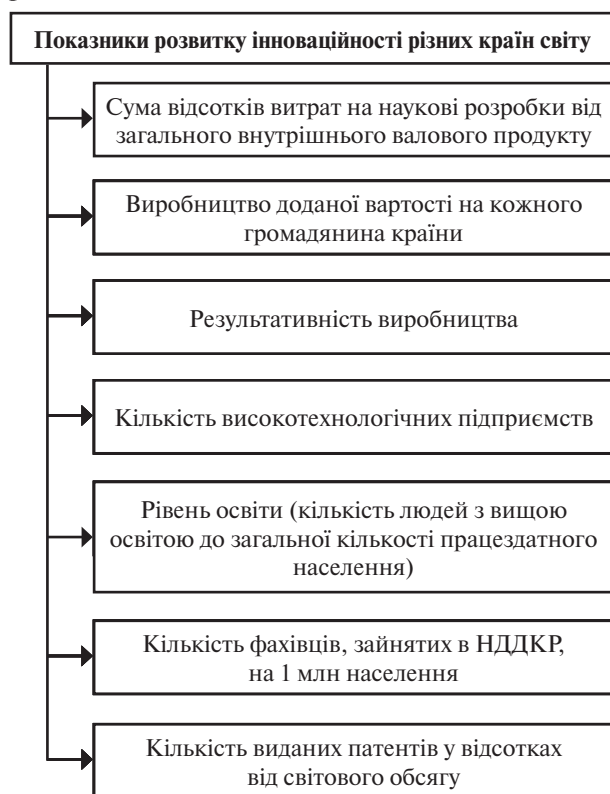 Показники розвитку інноваційності різних країн світу
Сума відсотків витрат на наукові розробки від
загального внутрішнього валового продукту
Виробництво доданої вартості на кожного
громадянина країни
Результативність виробництва
Кількість високотехнологічних підприємств
Рівень освіти (кількість людей з вищою
освітою до загальної кількості працездатного
населення)
Кількість фахівців, зайнятих в НДДКР,
на 1 млн населення
Кількість виданих патентів у відсотках
від світового обсягу